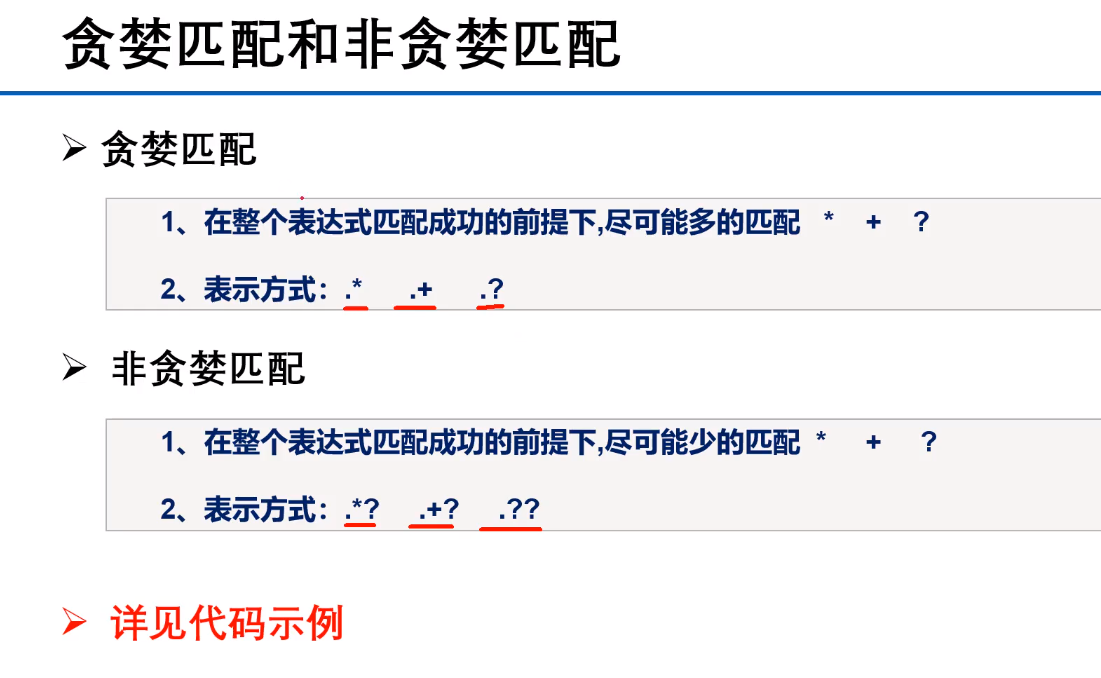 贪婪匹配和非贪婪匹配
贪婪匹配
1、在整个表达式匹配成功的前提下,尽可能多的匹配 * + ?
2、表示方式：.* .+ .?
非贪婪匹配
1、在整个表达式匹配成功的前提下,尽可能少的匹配 * + ?
2、表示方式：.*? .+? .??
详见代码示例